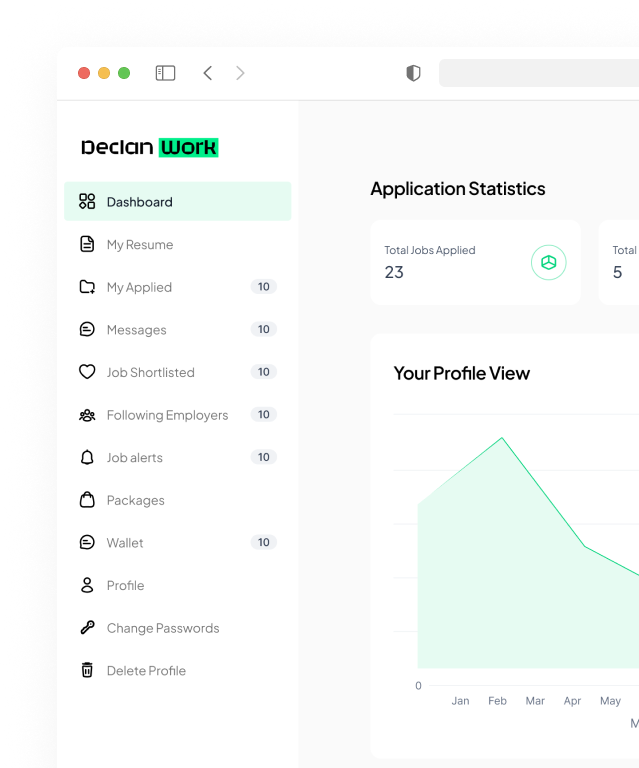 Declan Work
Dashboard
My Resume
My Applied 10
Messages 10
Job Shortlisted 10
Following Employers 10
Job alerts 10
Packages
Wallet 10
Profile
Change Passwords
Delete Profile
Application Statistics
Total Jobs Applied
23
Total
5
Your Profile View
0
Jan Feb Mar Apr May
M